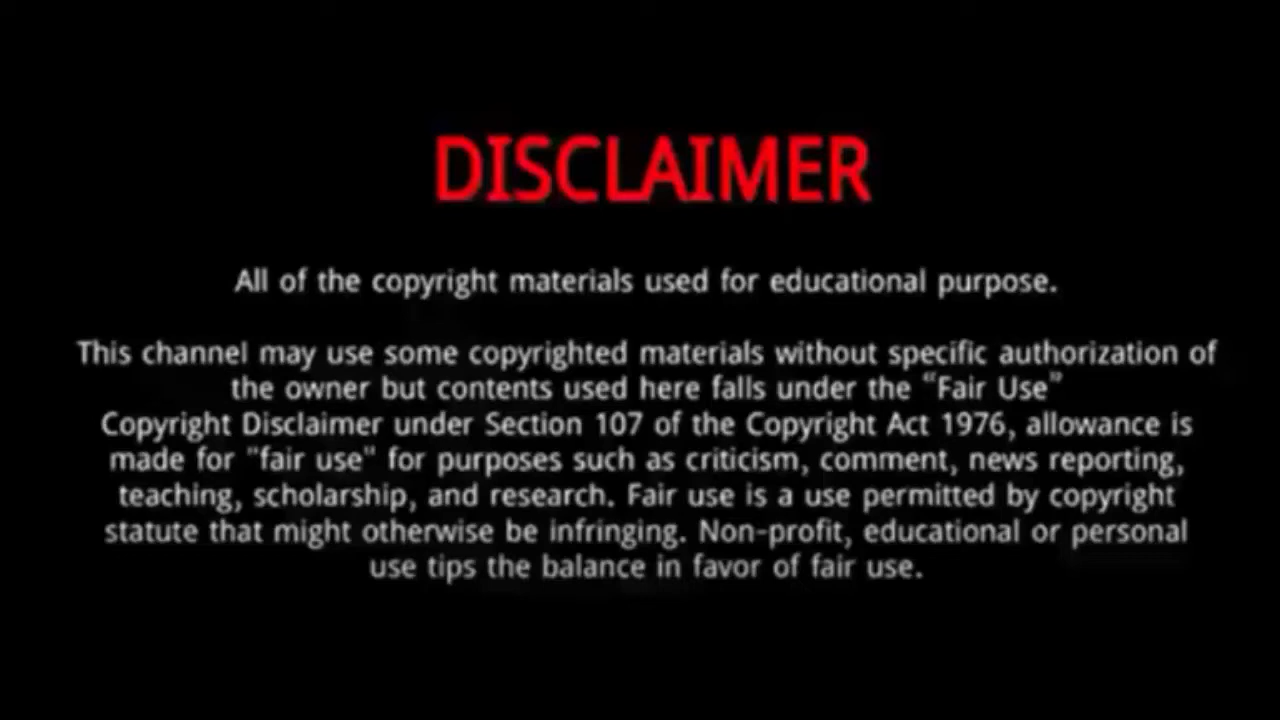 DISCLAIMER
All of the copyright materials used for educational purpose.
This channel may use some copyrighted materials without specific authorization of
the owner but contents used here falls under the “Fair Use”
Copyright Disclaimer under Section 107 of the Copyright Act 1976, allowance is
made for "fair use" for purposes such as criticism, comment, news reporting,
teaching, scholarship, and research. Fair use is a use permitted by copyright
statute that might otherwise be infringing. Non-profit, educational or personal
use tips the balance in favor of fair use.